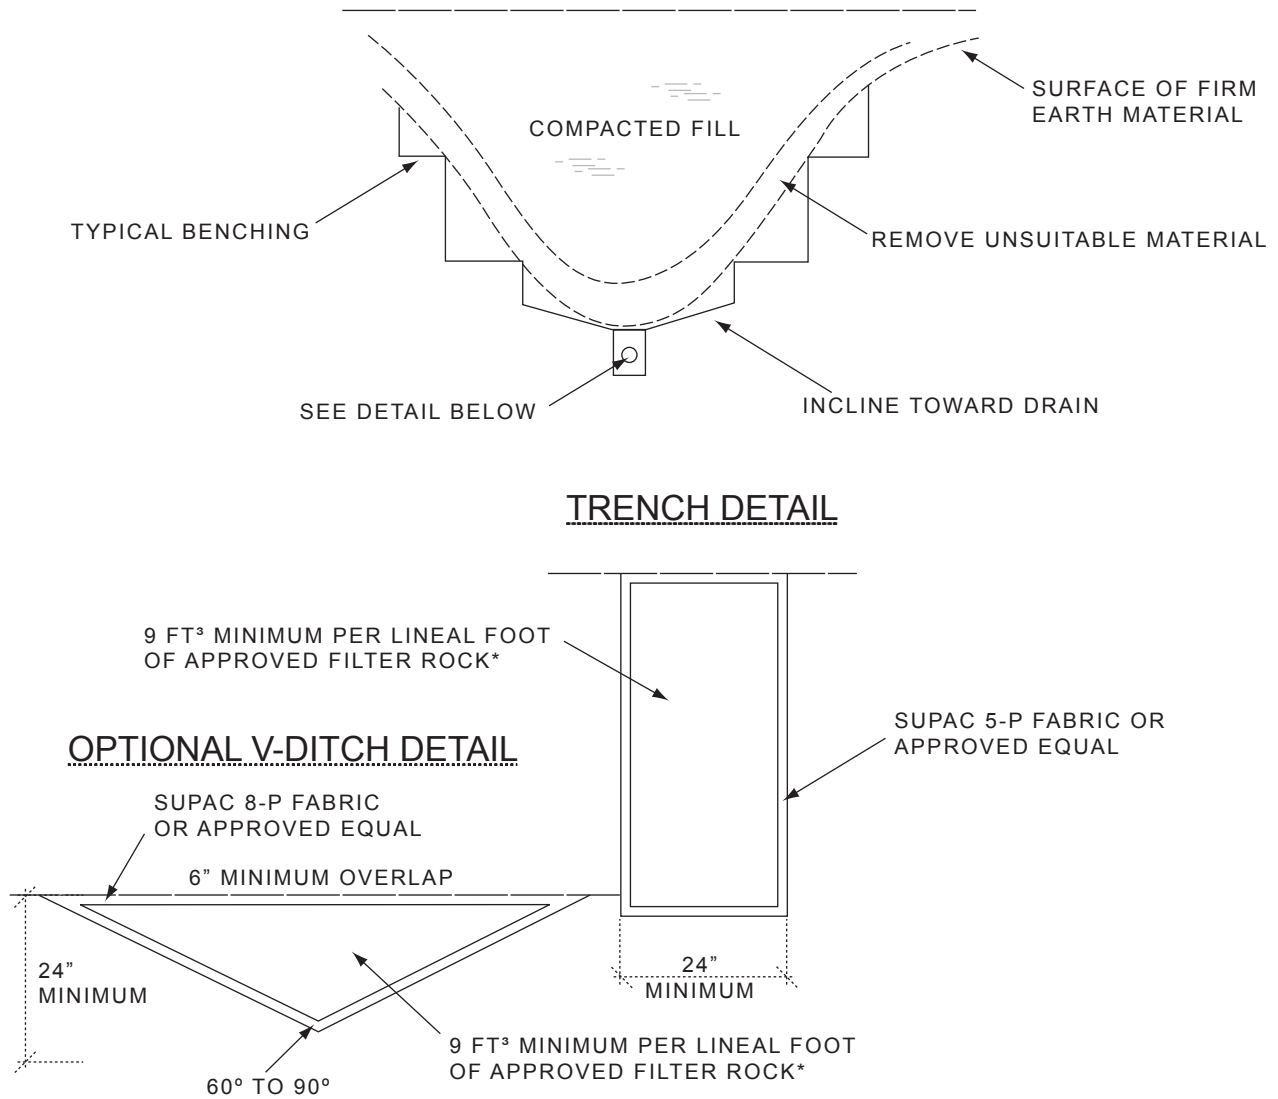 SURFACE OF FIRM
EARTH MATERIAL
COMPACTED FILL
TYPICAL BENCHING
REMOVE UNSUITABLE MATERIAL
SEE DETAIL BELOW
INCLINE TOWARD DRAIN
TRENCH DETAIL
9 FT³ MINIMUM PER LINEAL FOOT
OF APPROVED FILTER ROCK*
SUPAC 5-P FABRIC OR
APPROVED EQUAL
OPTIONAL V-DITCH DETAIL
SUPAC 8-P FABRIC
OR APPROVED EQUAL
6” MINIMUM OVERLAP
24”
MINIMUM
24”
MINIMUM
9 FT³ MINIMUM PER LINEAL FOOT
OF APPROVED FILTER ROCK*
60º TO 90º